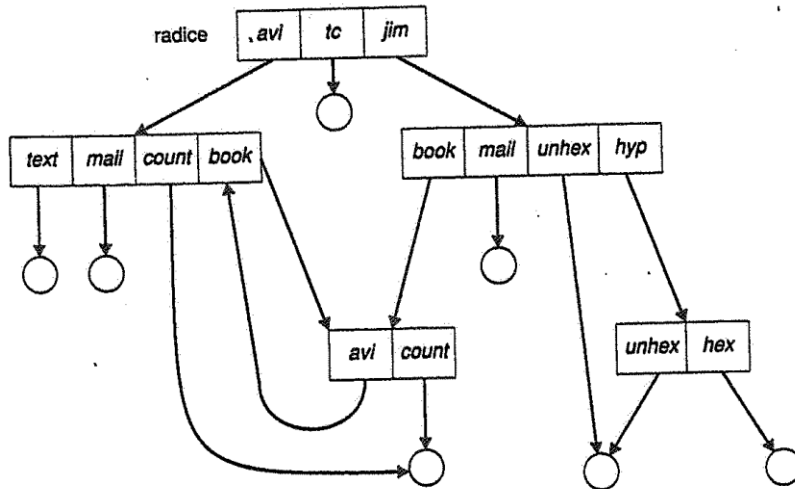 radice avi tc jim
text mail count book book mail unhex hyp
avi count unhex hex